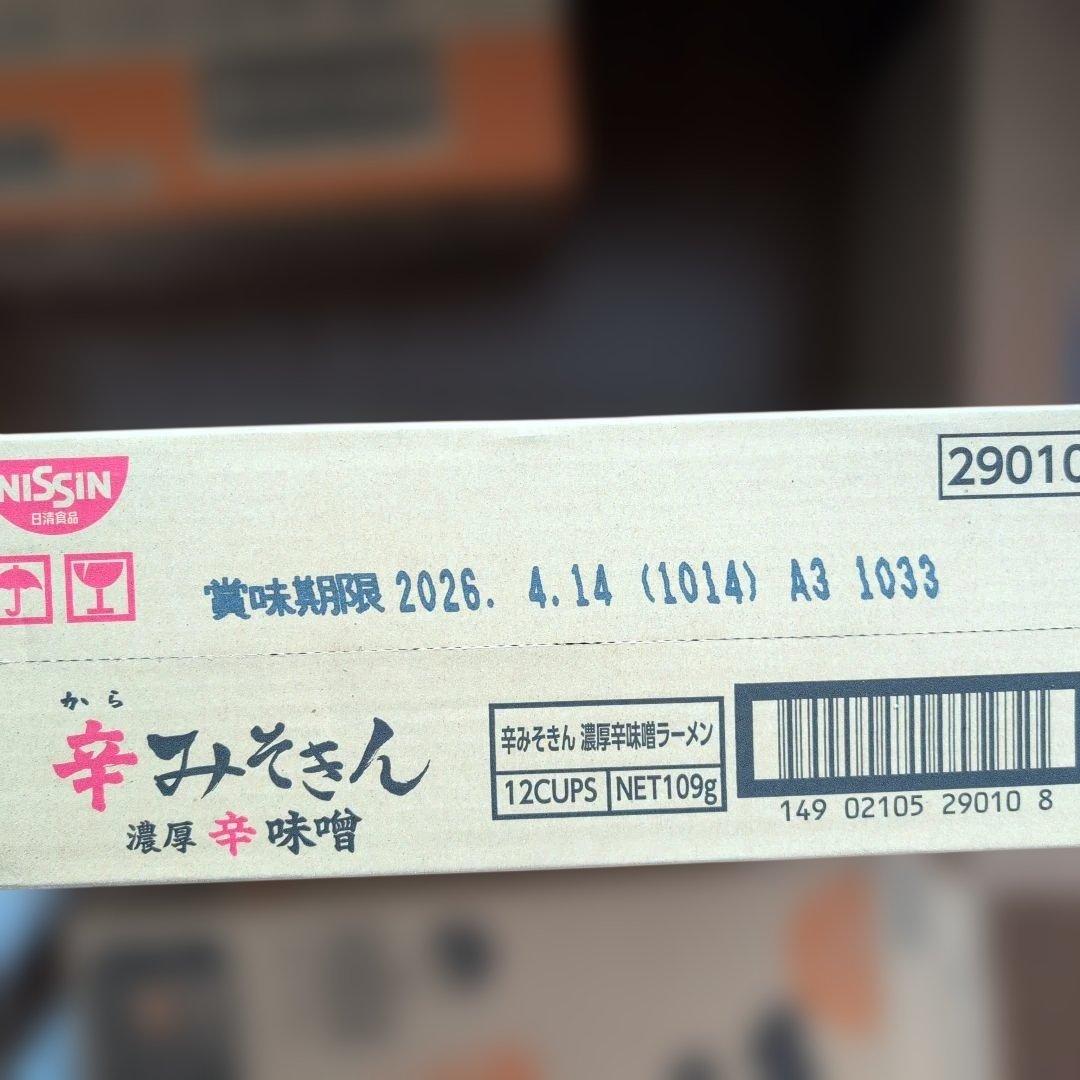 NISSIN
日清食品
29010
賞味期限 2026. 4.14 (1014) A3 1033
から
辛みそきん
濃厚辛味噌
辛みそきん 濃厚辛味噌ラーメン
12CUPS NET109g
149 02105 29010 8